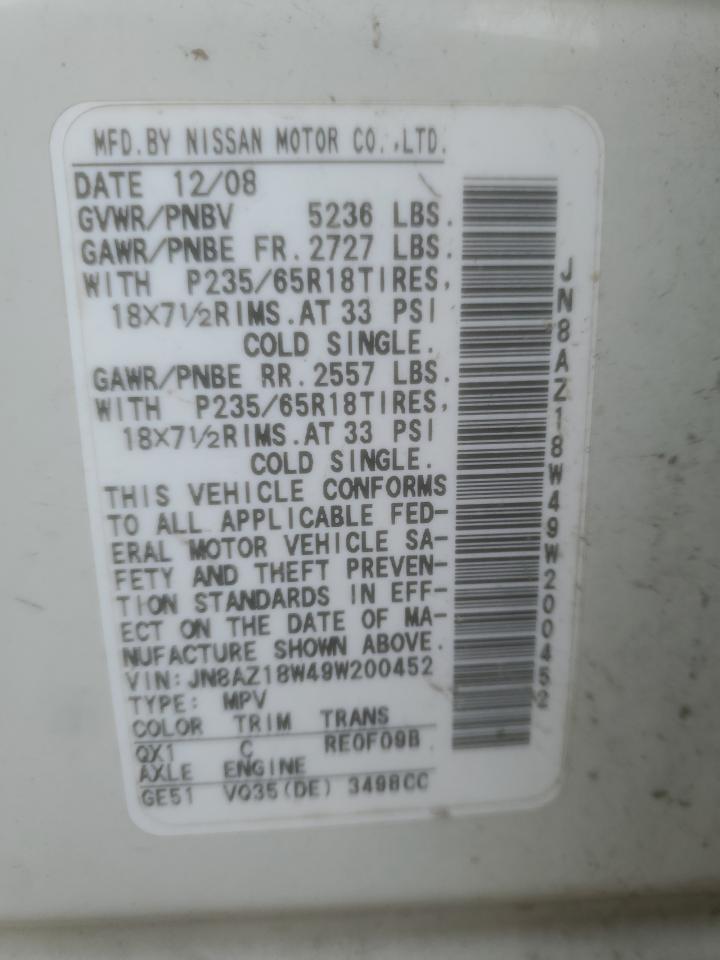 MFD.BY NISSAN MOTOR CO.,LTD.
DATE 12/08
GVWR/PNBV 5236 LBS.
GAWR/PNBE FR.2727 LBS.
WITH P235/65R18TIRES,
18×7½RIMS.AT 33 PSI
COLD SINGLE.
GAWR/PNBE RR.2557 LBS.
WITH P235/65R18TIRES,
18×7½RIMS.AT 33 PSI
COLD SINGLE.
THIS VEHICLE CONFORMS
TO ALL APPLICABLE FED-
ERAL MOTOR VEHICLE SA-
FETY AND THEFT PREVEN-
TION STANDARDS IN EFF-
ECT ON THE DATE OF MA-
NUFACTURE SHOWN ABOVE.
VIN: JN8AZ18W49W200452
TYPE: MPV
COLOR TRIM TRANS
QX1 C RE0F09B
AXLE ENGINE
GE51 VQ35(DE) 3498CC
JN8AZ18W49W200452